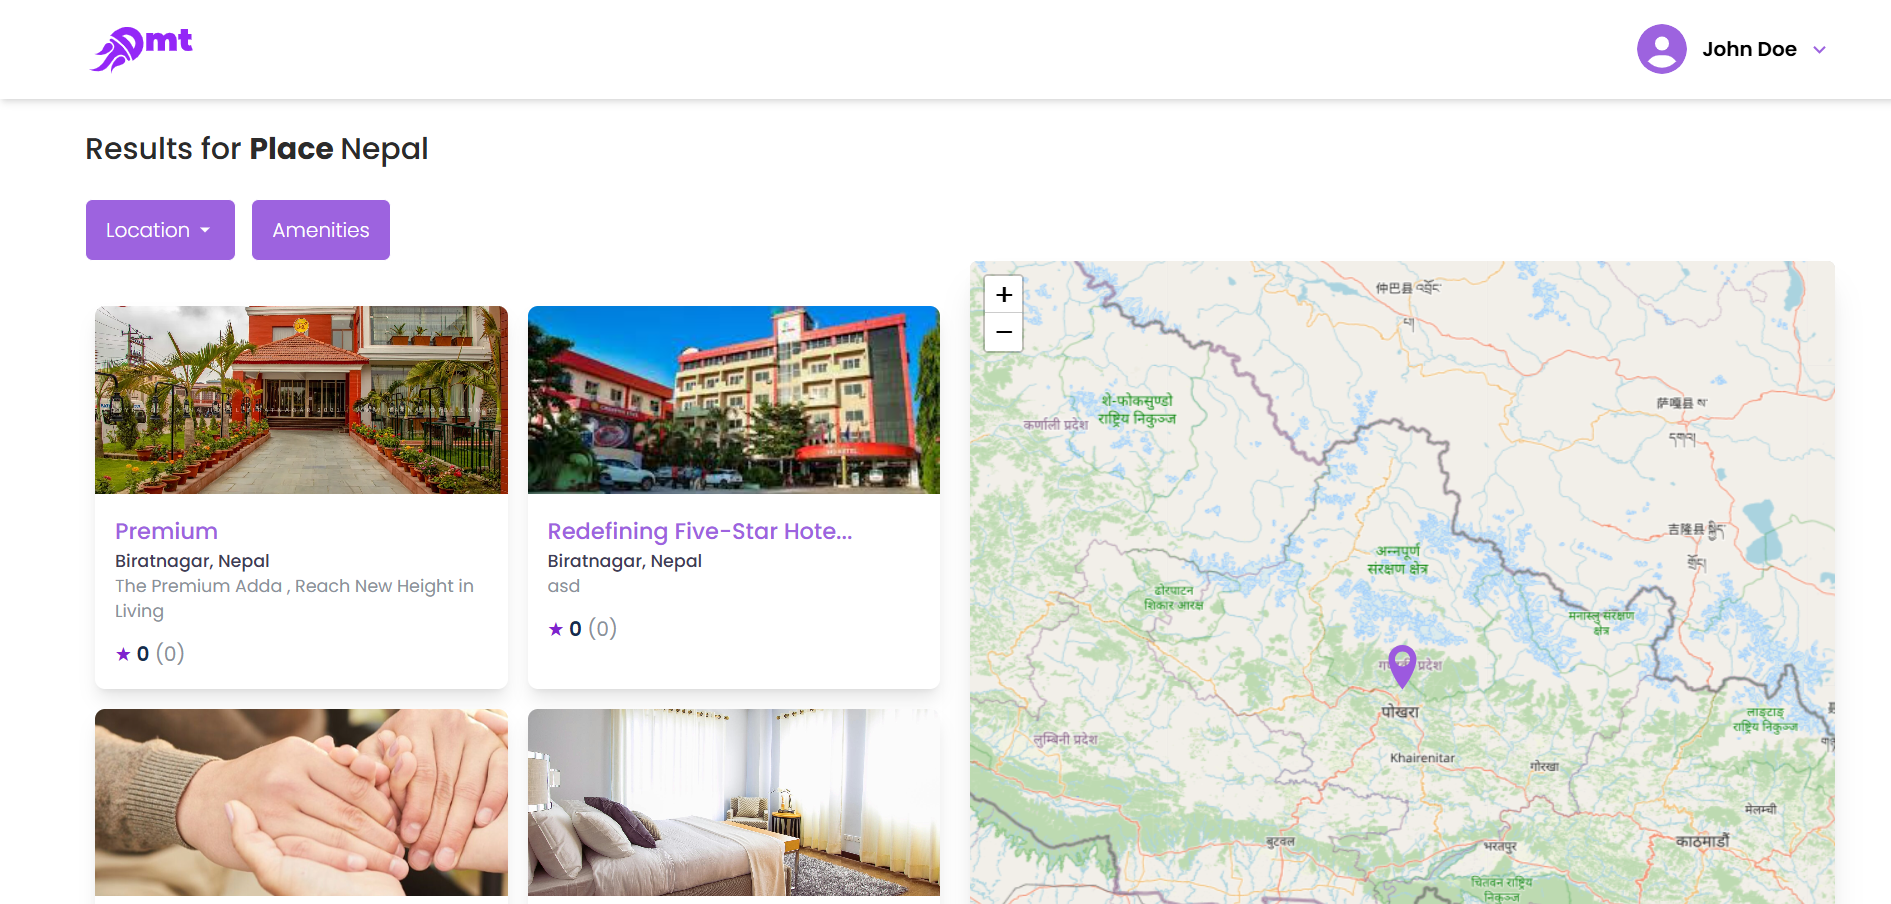 mt
John Doe
Results for Place Nepal
Location
Amenities
Premium
Biratnagar, Nepal
The Premium Adda , Reach New Height in
Living
★ 0 (0)
Redefining Five-Star Hote...
Biratnagar, Nepal
asd
★ 0 (0)
+
−
仲巴县
शे-फोकसुण्डो
राष्ट्रिय निकुञ्ज
कर्णाली प्रदेश
萨嘎县
吉隆县
अन्नपूर्ण
संरक्षण क्षेत्र
ढोरपाटन
शिकार आरक्ष
मनास्लु संरक्षण
क्षेत्र
प्रदेश
पोखरा
लाङटाङ
राष्ट्रिय निकुञ्ज
लुम्बिनी प्रदेश
Khairenitar
गोरखा
मेलम्ची
बुटवल
भरतपुर
काठमाडौं
चितवन राष्ट्रिय
निकुञ्ज